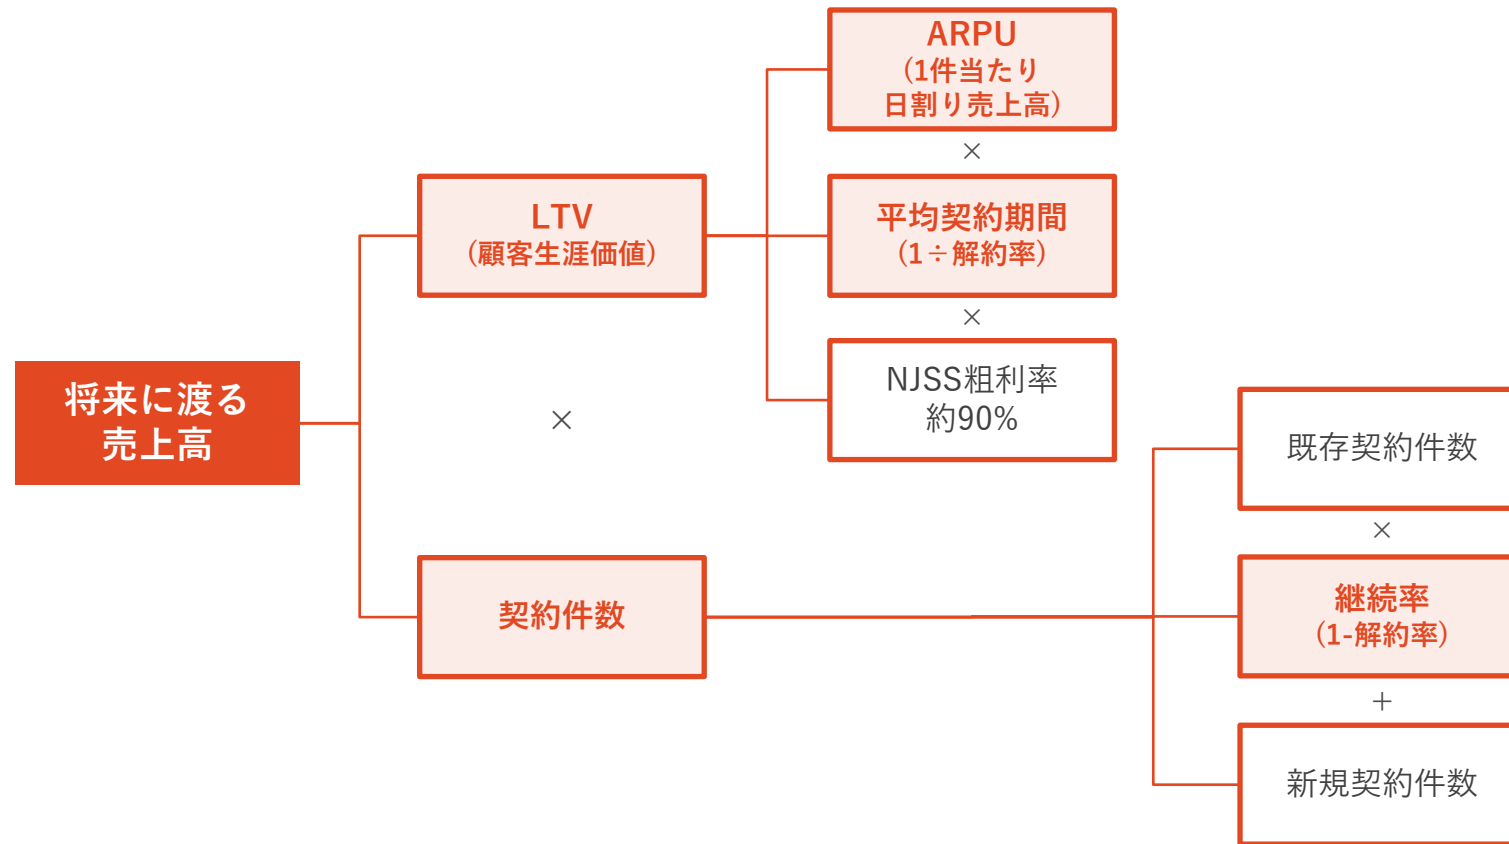 ARPU
(1件当たり
日割り売上高)
×
LTV
(顧客生涯価値)
平均契約期間
(1÷解約率)
×
NJSS粗利率
約90%
将来に渡る
売上高
×
既存契約件数
×
契約件数
継続率
(1-解約率)
+
新規契約件数